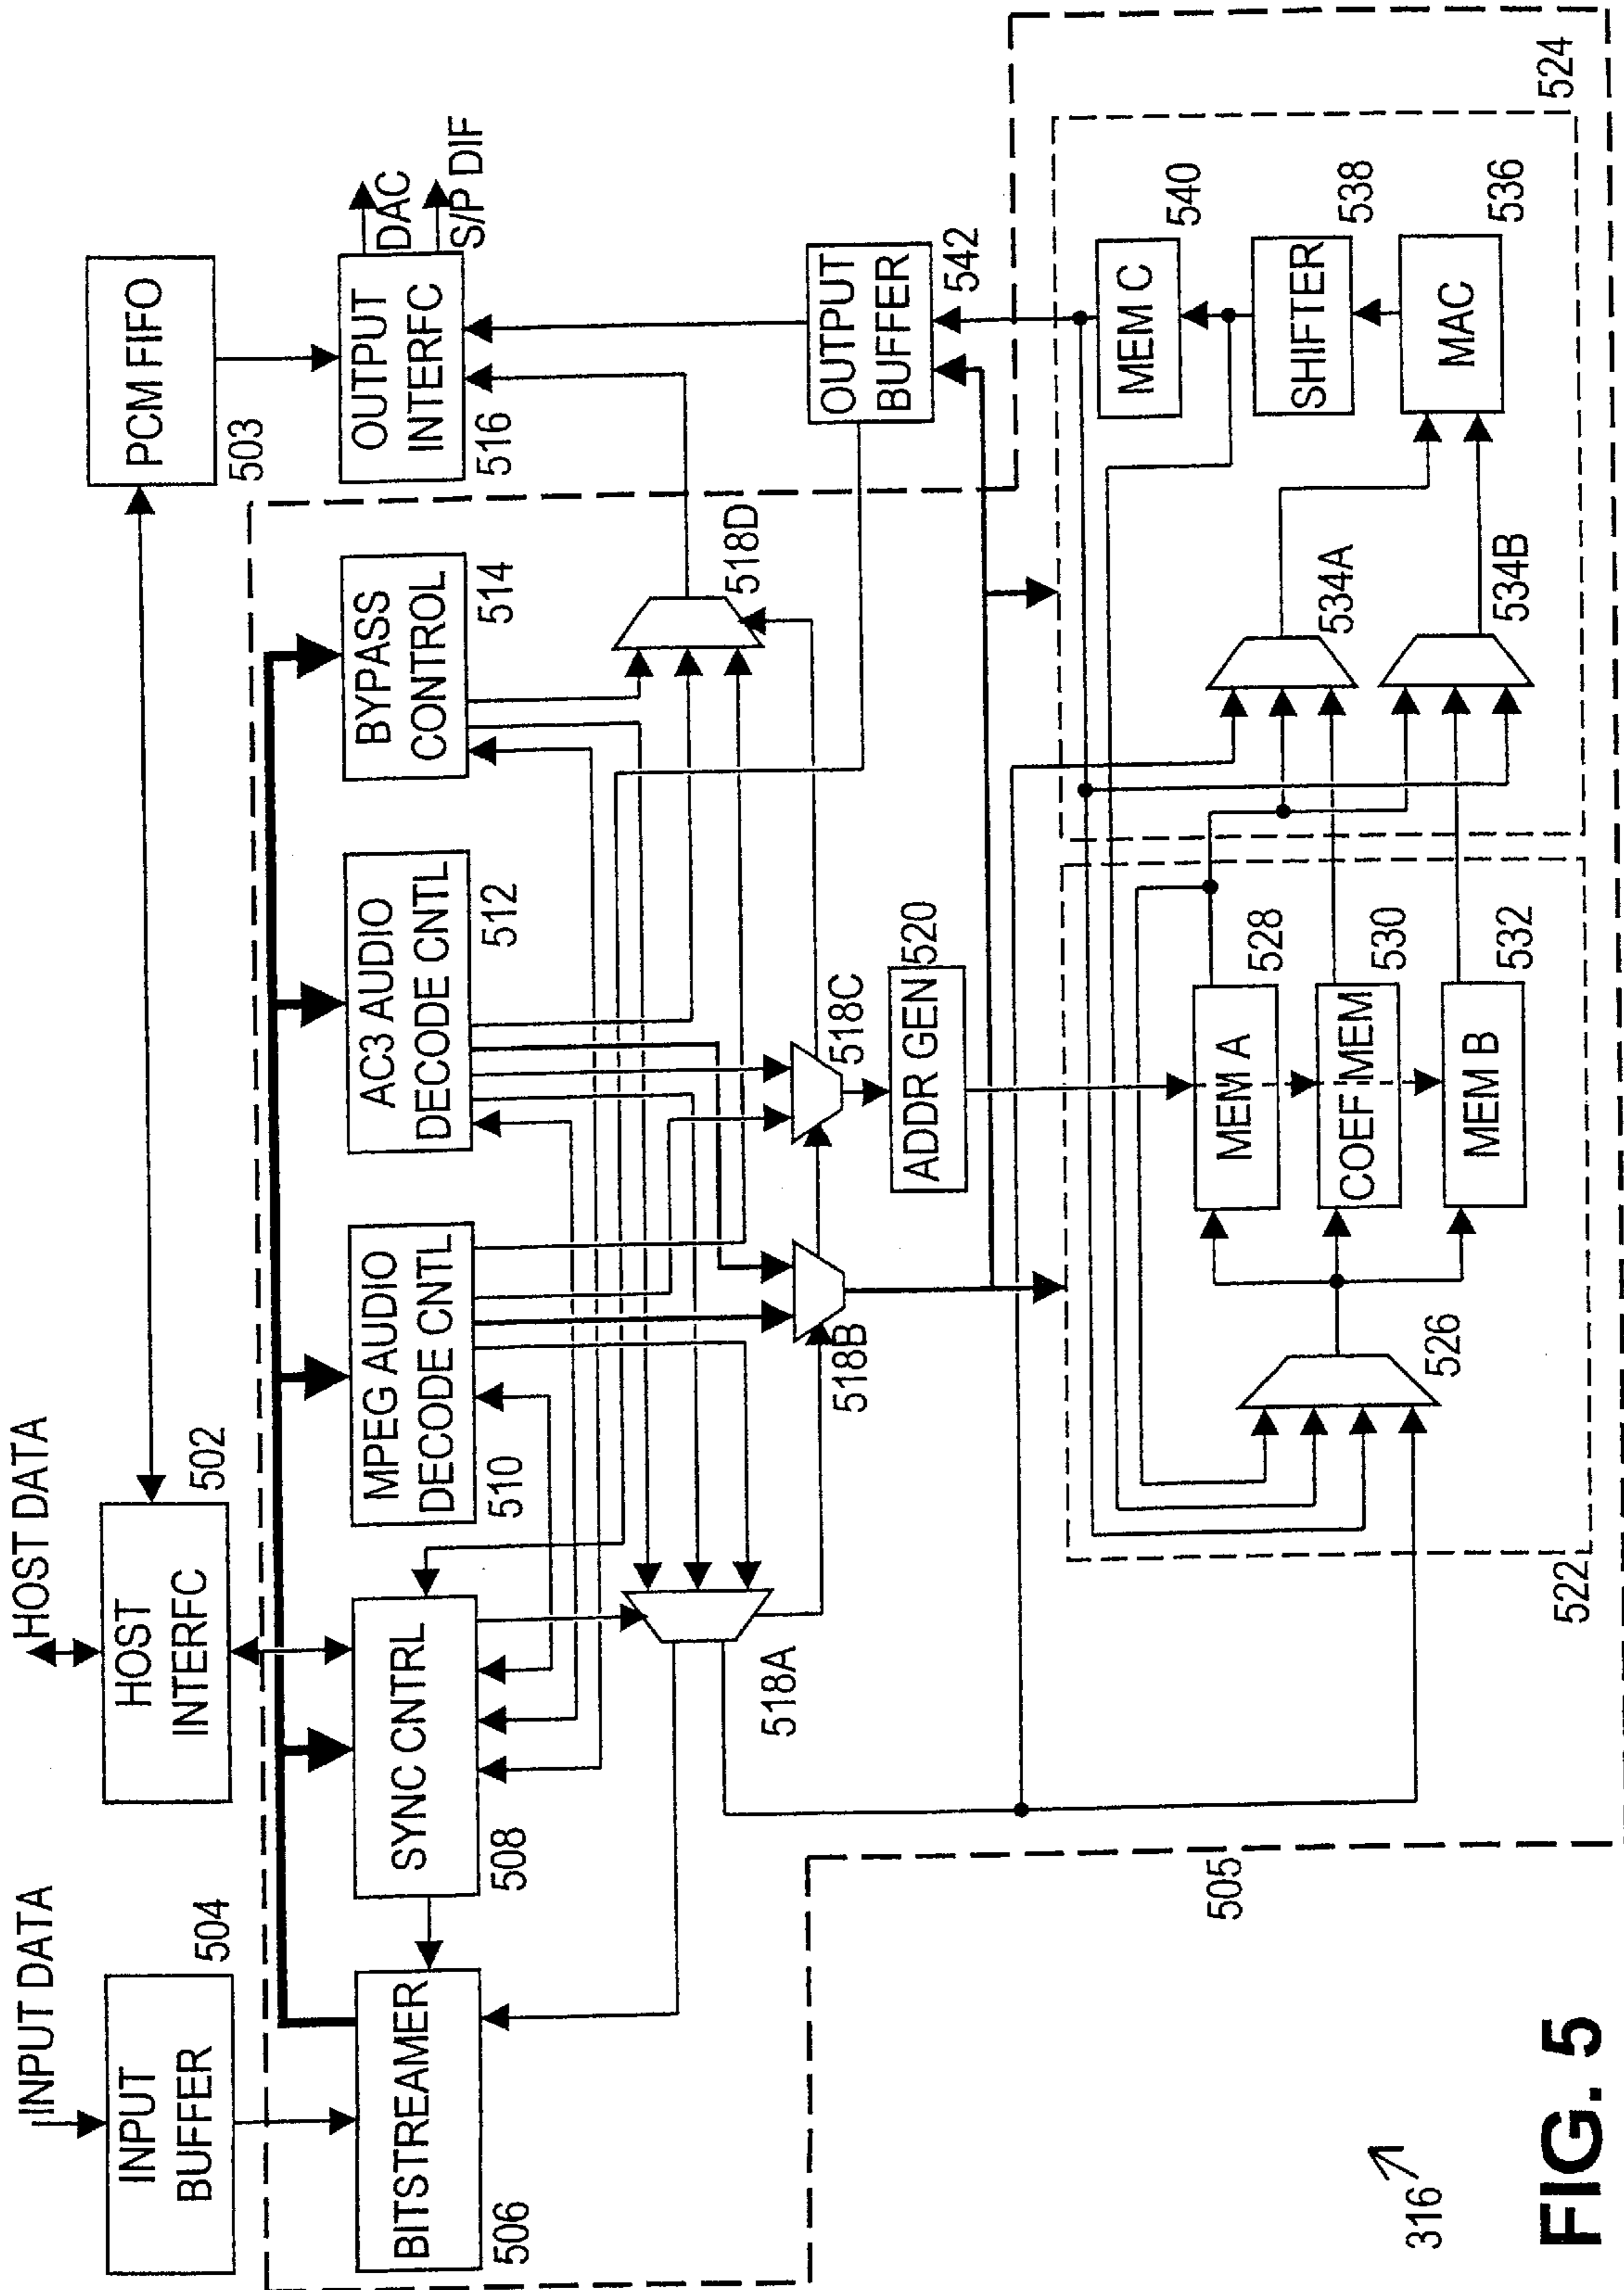 INPUT DATA
HOST DATA
INPUT
BUFFER
504
HOST
INTERFC
502
PCM FIFO
503
BITSTREAMER
506
SYNC CNTRL
508
MPEG AUDIO
DECODE CNTL
510
AC3 AUDIO
DECODE CNTL
512
BYPASS
CONTROL
514
OUTPUT
INTERFC
516
DAC
S/P DIF
518A
518B
518C
518D
ADDR GEN
520
OUTPUT
BUFFER
542
505
522
524
526
MEM A
528
COEF MEM
530
MEM B
532
534A
534B
MEM C
540
SHIFTER
538
MAC
536
316
FIG. 5